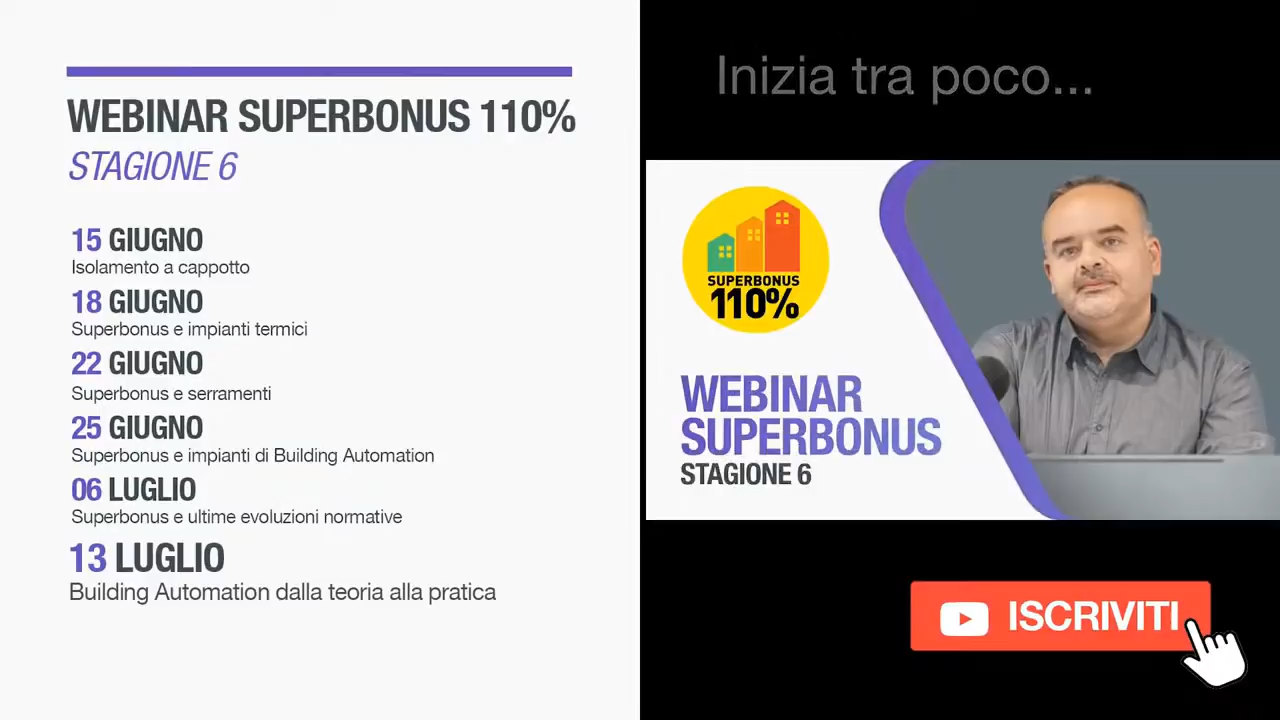 WEBINAR SUPERBONUS 110%
STAGIONE 6
15 GIUGNO
Isolamento a cappotto
18 GIUGNO
Superbonus e impianti termici
22 GIUGNO
Superbonus e serramenti
25 GIUGNO
Superbonus e impianti di Building Automation
06 LUGLIO
Superbonus e ultime evoluzioni normative
13 LUGLIO
Building Automation dalla teoria alla pratica
Inizia tra poco...
SUPERBONUS
110%
WEBINAR
SUPERBONUS
STAGIONE 6
ISCRIVITI